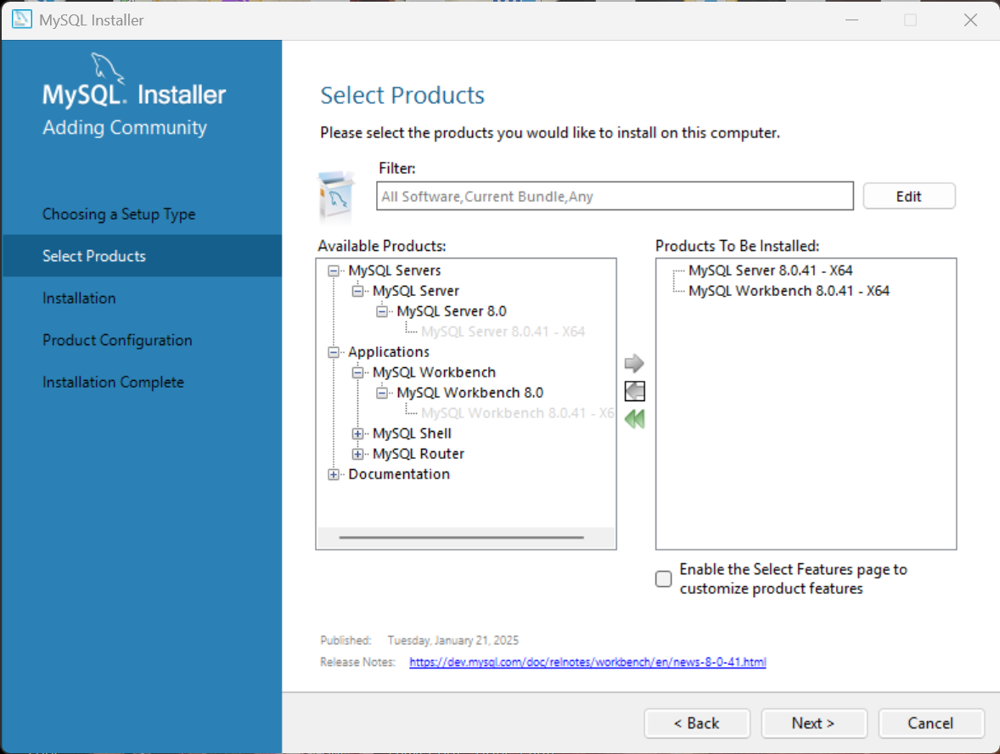 MySQL Installer
MySQL. Installer
Adding Community
Choosing a Setup Type
Select Products
Installation
Product Configuration
Installation Complete
Select Products
Please select the products you would like to install on this computer.
Filter:
All Software,Current Bundle,Any
Edit
Available Products:
MySQL Servers
MySQL Server
MySQL Server 8.0
MySQL Server 8.0.41 - X64
Applications
MySQL Workbench
MySQL Workbench 8.0
MySQL Workbench 8.0.41 - X6
MySQL Shell
MySQL Router
Documentation
Products To Be Installed:
MySQL Server 8.0.41 - X64
MySQL Workbench 8.0.41 - X64
Enable the Select Features page to
customize product features
Published: Tuesday, January 21, 2025
Release Notes: https://dev.mysql.com/doc/relnotes/workbench/en/news-8-0-41.html
< Back
Next >
Cancel